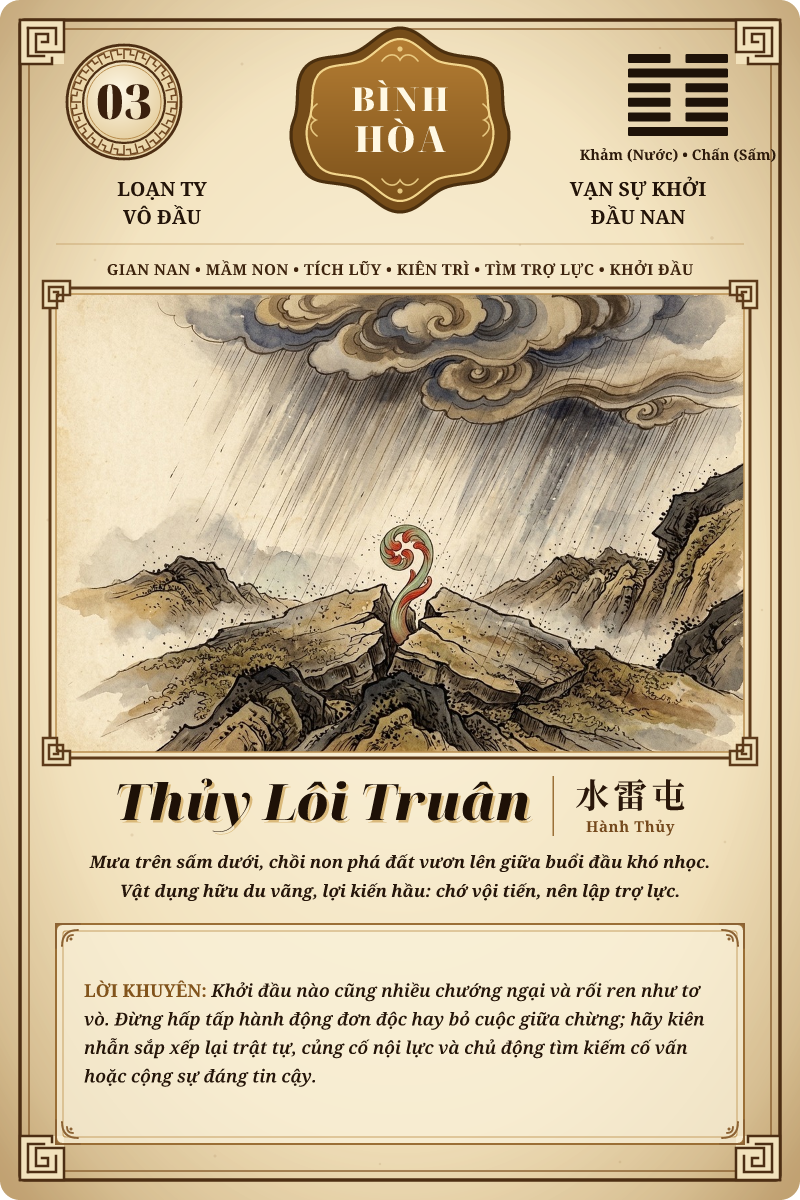 03
BÌNH
HÒA
Khảm (Nước) • Chấn (Sấm)
LOẠN TY
VÔ ĐẦU
VẠN SỰ KHỞI
ĐẦU NAN
GIAN NAN • MẦM NON • TÍCH LŨY • KIÊN TRÌ • TÌM TRỢ LỰC • KHỞI ĐẦU
Thủy Lôi Truân
水雷屯
Hành Thủy
Mưa trên sấm dưới, chồi non phá đất vươn lên giữa buổi đầu khó nhọc.
Vật dụng hữu du vãng, lợi kiến hầu: chớ vội tiến, nên lập trợ lực.
LỜI KHUYÊN: Khởi đầu nào cũng nhiều chướng ngại và rối ren như tơ
vò. Đừng hấp tấp hành động đơn độc hay bỏ cuộc giữa chừng; hãy kiên
nhẫn sắp xếp lại trật tự, củng cố nội lực và chủ động tìm kiếm cố vấn
hoặc cộng sự đáng tin cậy.